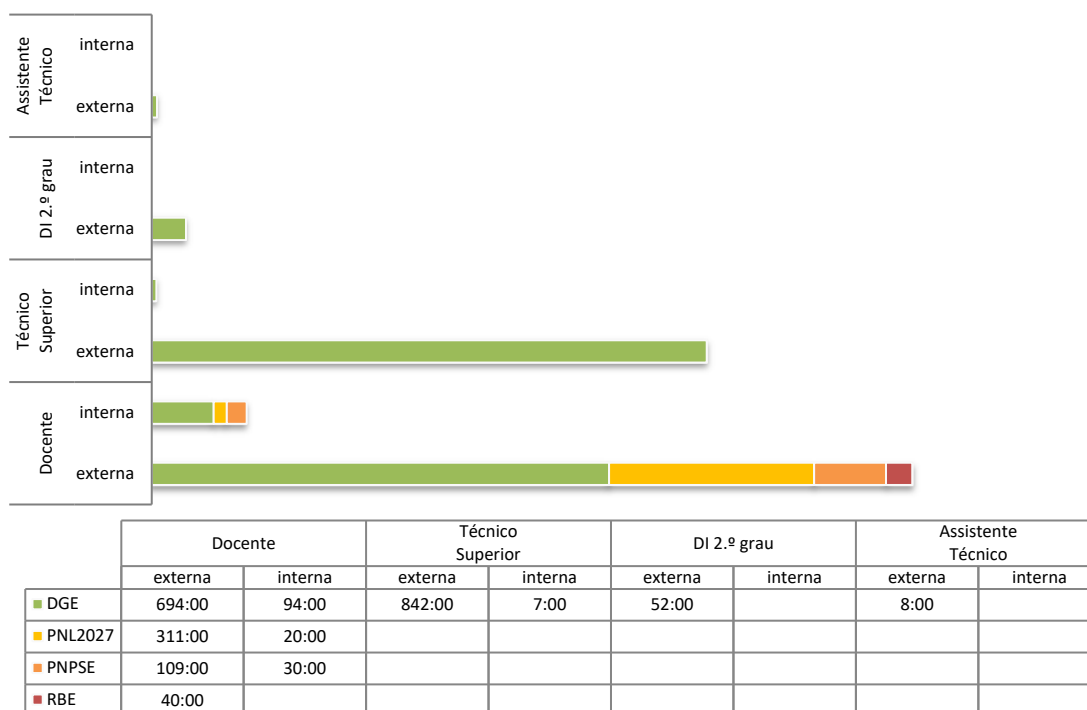 Assistente
Técnico
interna
externa
DI 2.º grau
interna
externa
Técnico
Superior
interna
externa
Docente
interna
externa
Docente Técnico Superior DI 2.º grau Assistente Técnico
externa interna externa interna externa interna externa interna
DGE 694:00 94:00 842:00 7:00 52:00 8:00
PNL2027 311:00 20:00
PNPSE 109:00 30:00
RBE 40:00